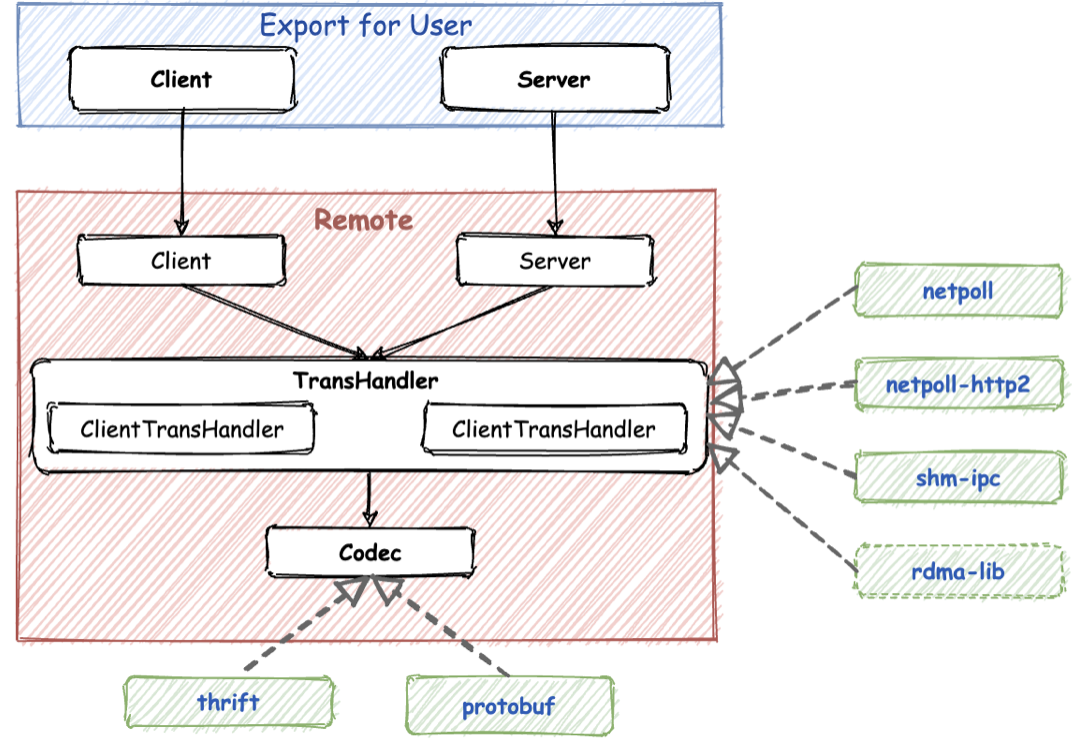 Export for User
Client
Server
Remote
Client
Server
netpoll
TransHandler
netpoll-http2
ClientTransHandler
ClientTransHandler
shm-ipc
Codec
rdma-lib
thrift
protobuf